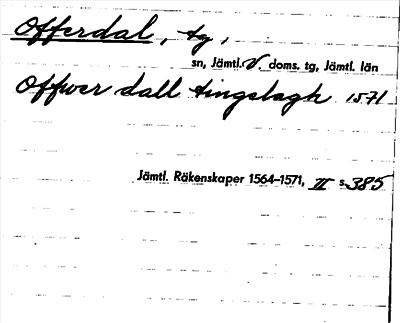 Offerdal, tg,
sn, Jämtl. V. doms. tg, Jämtl. län
Offwer dall tingslagh 1571
Jämtl. Räkenskaper 1564–1571, II s. 385